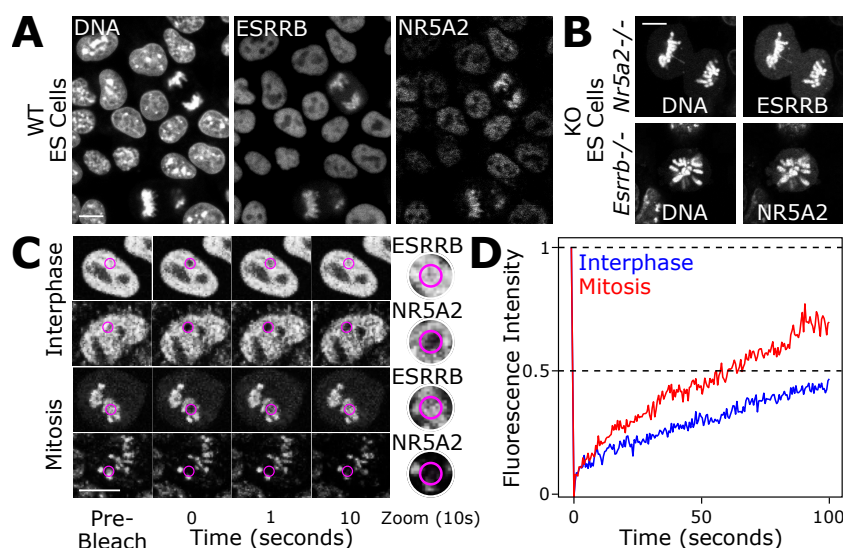 A
DNA
ESRRB
NR5A2
WT
ES Cells
B
KO
ES Cells
Nr5a2-/-
DNA
ESRRB
Esrrb-/-
DNA
NR5A2
C
Interphase
Mitosis
ESRRB
NR5A2
ESRRB
NR5A2
Pre-
Bleach
0
1
10
Zoom (10s)
Time (seconds)
D
Interphase
Mitosis
Fluorescence Intensity
1
0.5
0
0
50
100
Time (seconds)